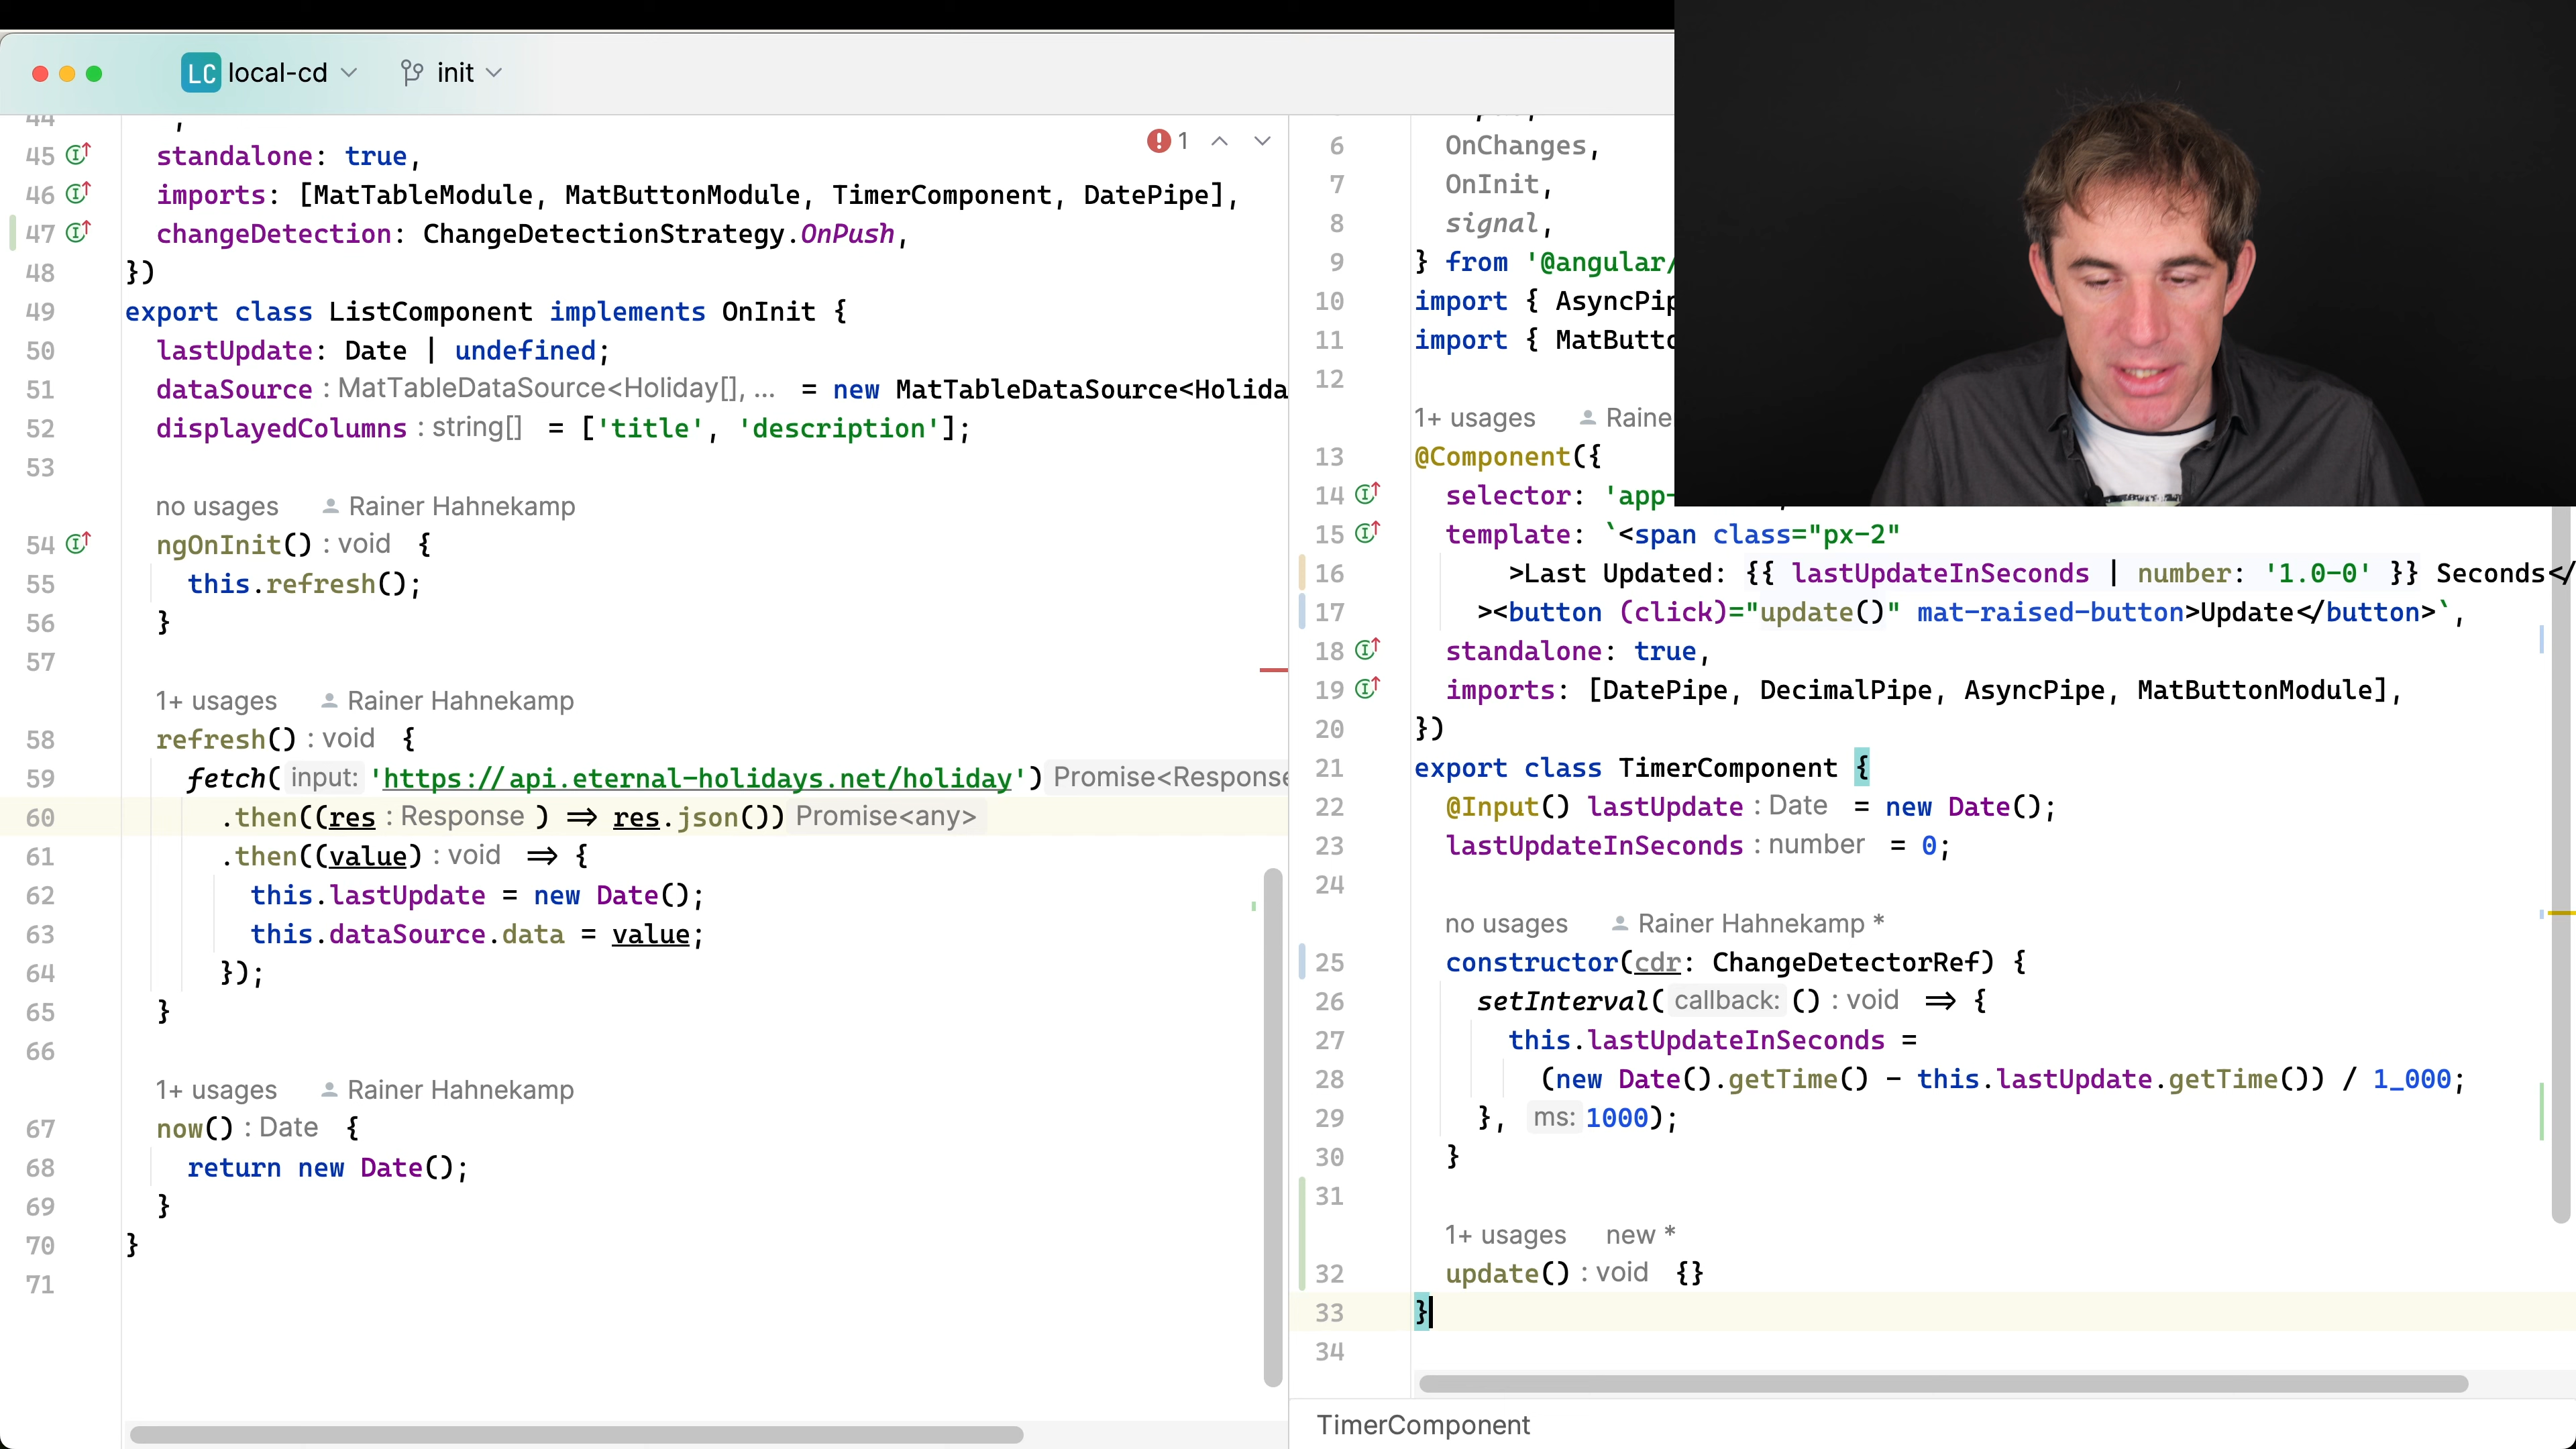 LC local-cd init
44 ,
45 standalone: true,
46 imports: [MatTableModule, MatButtonModule, TimerComponent, DatePipe],
47 changeDetection: ChangeDetectionStrategy.OnPush,
48 })
49 export class ListComponent implements OnInit {
50 lastUpdate: Date | undefined;
51 dataSource : MatTableDataSource<Holiday[], ... = new MatTableDataSource<Holida
52 displayedColumns : string[] = ['title', 'description'];
53
no usages Rainer Hahnekamp
54 ngOnInit() : void {
55 this.refresh();
56 }
57
1+ usages Rainer Hahnekamp
58 refresh() : void {
59 fetch( input: 'https://api.eternal-holidays.net/holiday') Promise<Response
60 .then((res : Response ) => res.json()) Promise<any>
61 .then((value) : void => {
62 this.lastUpdate = new Date();
63 this.dataSource.data = value;
64 });
65 }
66
1+ usages Rainer Hahnekamp
67 now() : Date {
68 return new Date();
69 }
70 }
71
1
6 OnChanges,
7 OnInit,
8 signal,
9 } from '@angular/
10 import { AsyncPip
11 import { MatButto
12
1+ usages Raine
13 @Component({
14 selector: 'app-
15 template: `<span class="px-2"
16 >Last Updated: {{ lastUpdateInSeconds | number: '1.0-0' }} Seconds</
17 ><button (click)="update()" mat-raised-button>Update</button>`,
18 standalone: true,
19 imports: [DatePipe, DecimalPipe, AsyncPipe, MatButtonModule],
20 })
21 export class TimerComponent {
22 @Input() lastUpdate : Date = new Date();
23 lastUpdateInSeconds : number = 0;
24
no usages Rainer Hahnekamp *
25 constructor(cdr: ChangeDetectorRef) {
26 setInterval( callback: () : void => {
27 this.lastUpdateInSeconds =
28 (new Date().getTime() - this.lastUpdate.getTime()) / 1_000;
29 }, ms: 1000);
30 }
31
1+ usages new *
32 update() : void {}
33 }
34
TimerComponent